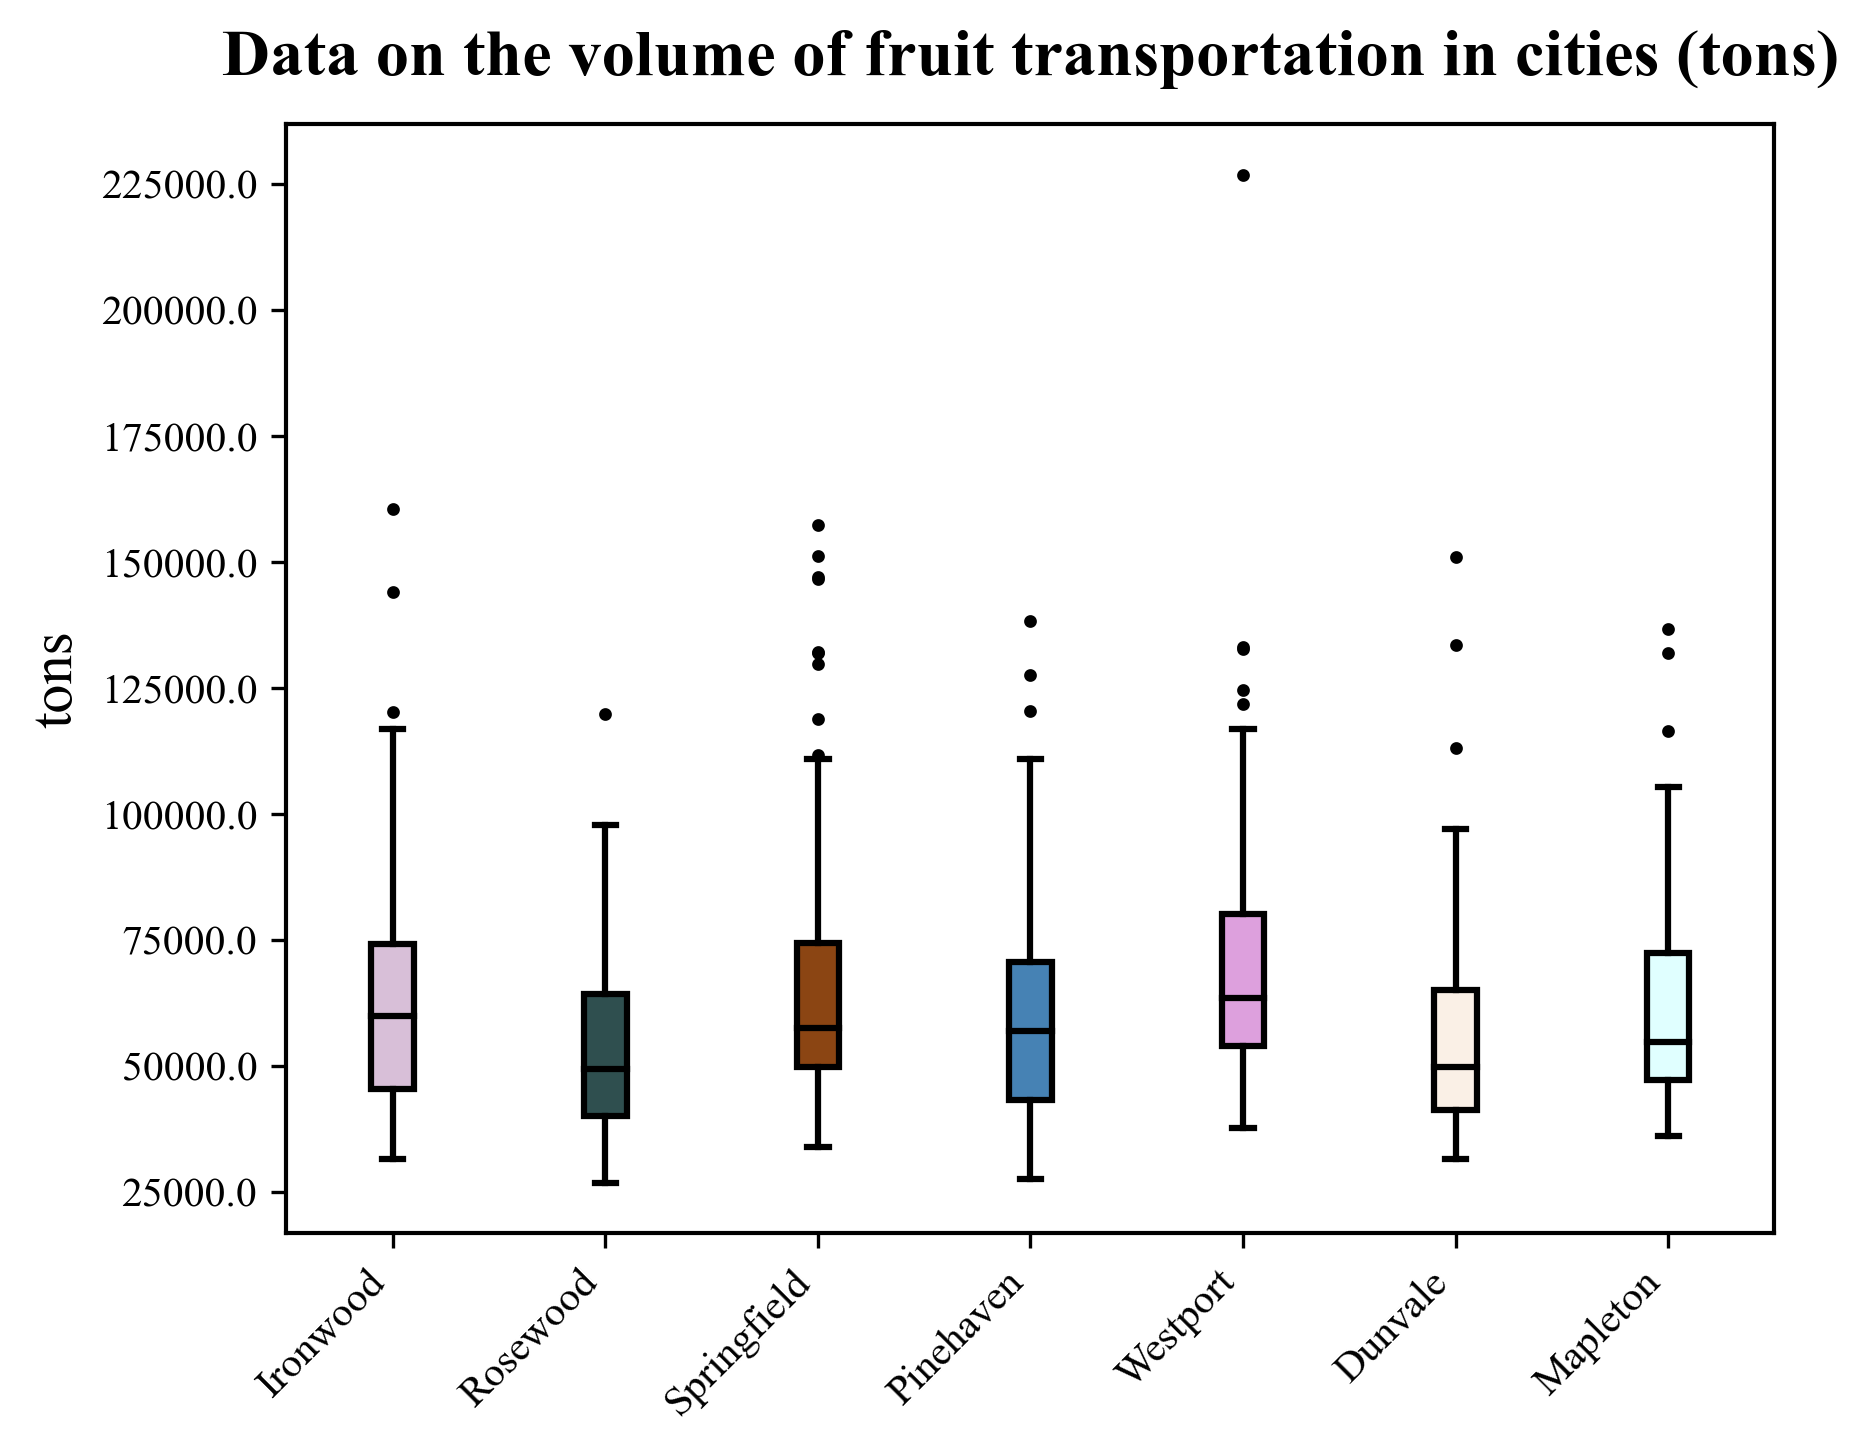 Data on the volume of fruit transportation in cities (tons)
225000.0
200000.0
175000.0
150000.0
125000.0
100000.0
75000.0
50000.0
25000.0
tons
Ironwood
Rosewood
Springfield
Pinehaven
Westport
Dunvale
Mapleton